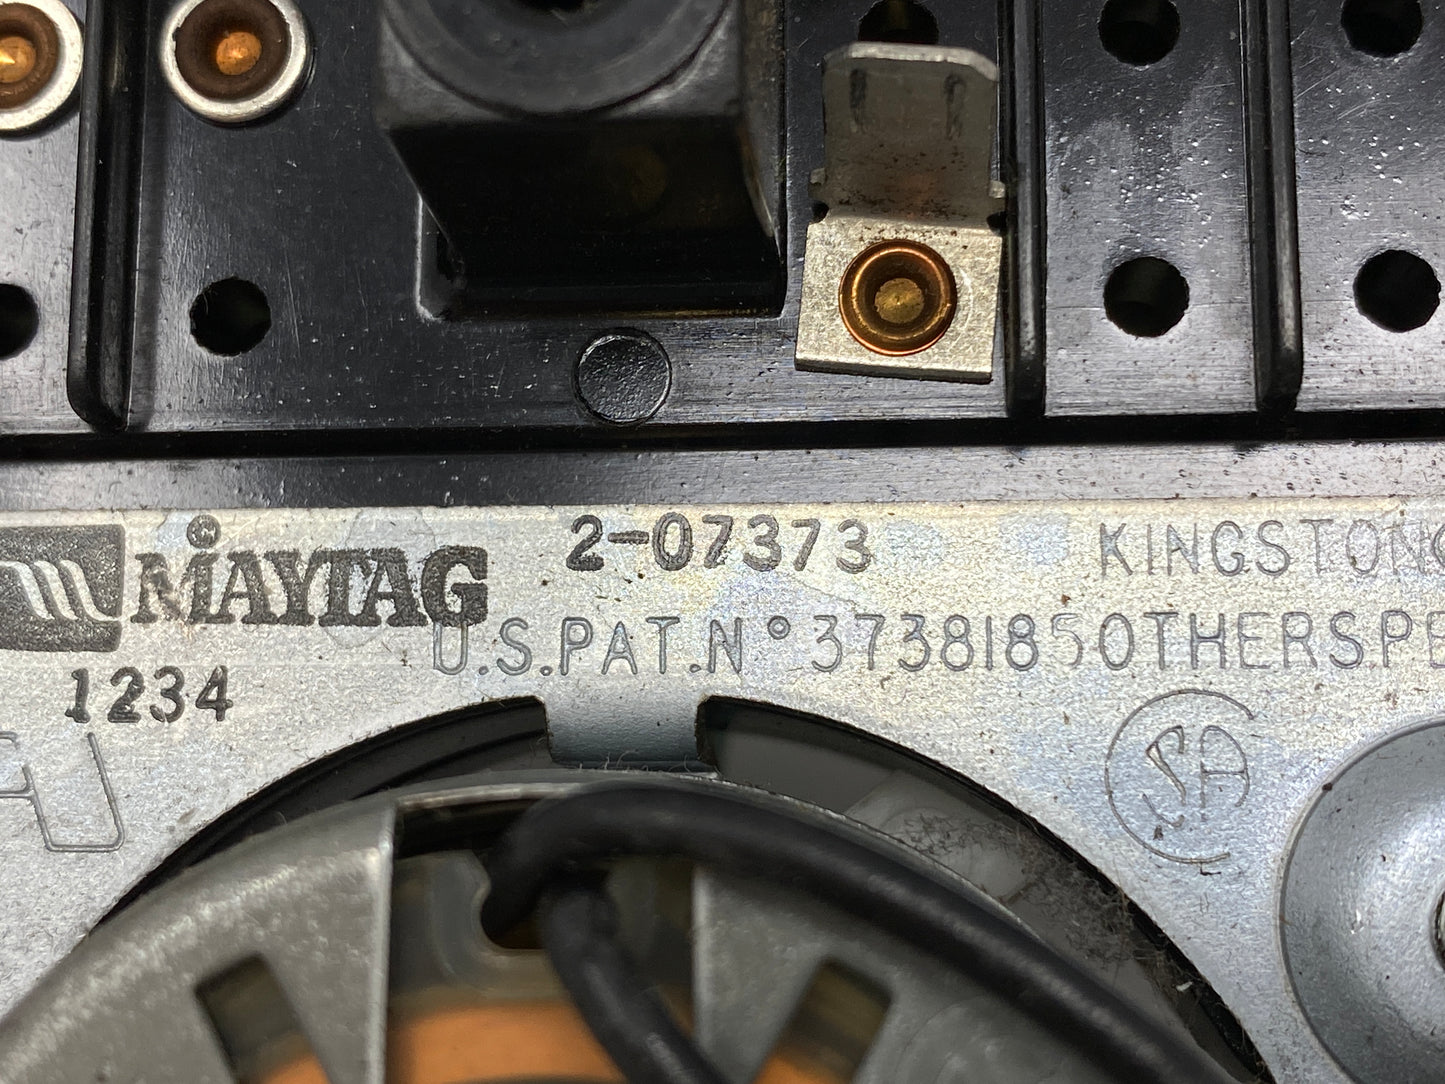 © MAYTAG 2-07373 KINGSTON
U.S.PAT.N° 3738185OTHERSPE
1234